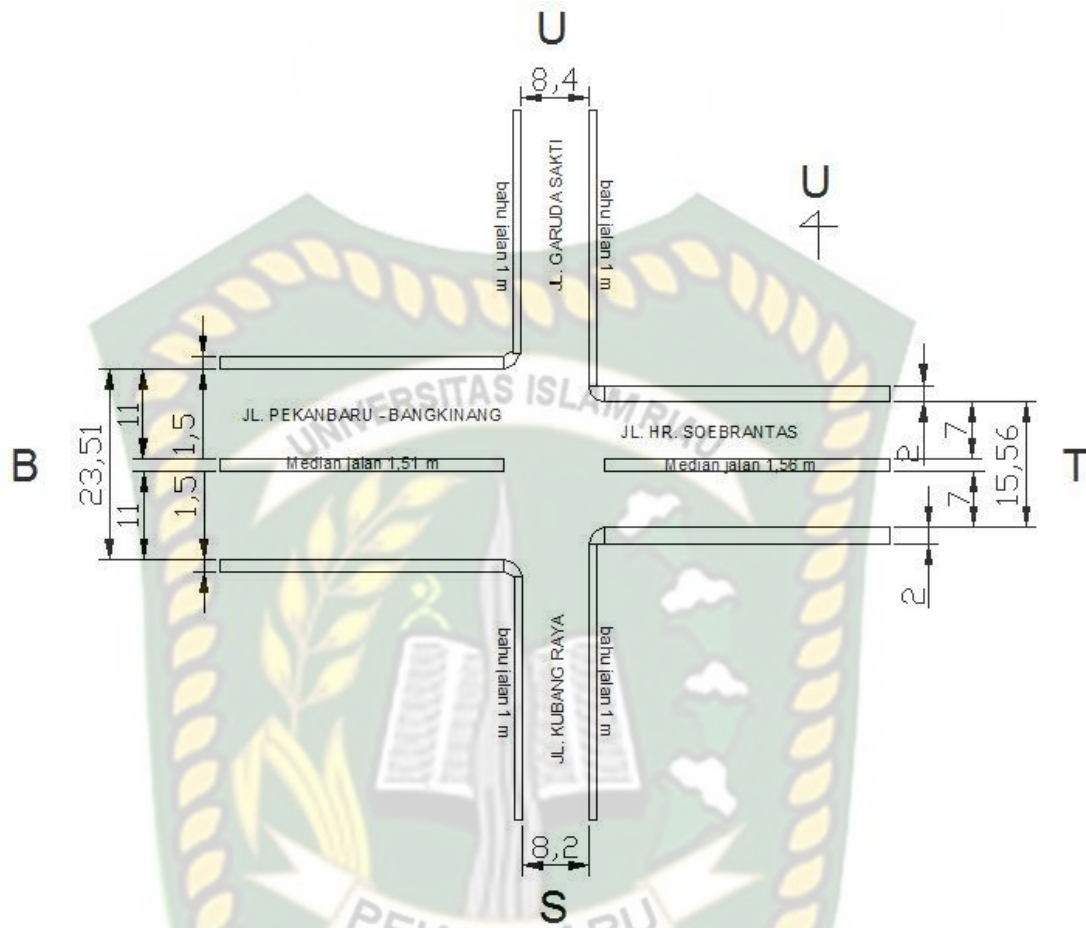 U
8,4
JL. GARUDA SAKTI
bahu jalan 1 m
bahu jalan 1 m
U
UNIVERSITAS ISLAM RIAU
JL. PEKANBARU -BANGKINANG
JL. HR. SOEBRANTAS
B
23,51
11
11
1,5
1,5
Median jalan 1,51 m
Median jalan 1,56 m
2
7
7
15,56
2
T
bahu jalan 1 m
JL. KUBANG RAYA
bahu jalan 1 m
8,2
S